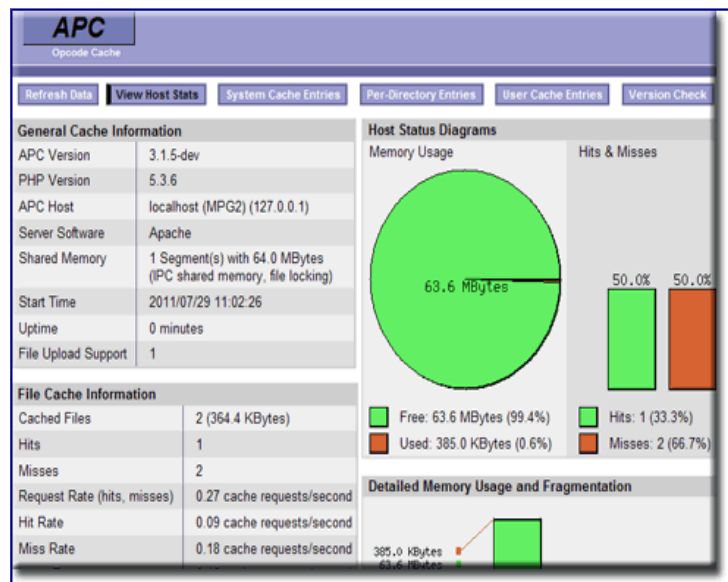 APC
Opcode Cache
Refresh Data View Host Stats System Cache Entries Per-Directory Entries User Cache Entries Version Check
General Cache Information
APC Version 3.1.5-dev
PHP Version 5.3.6
APC Host localhost (MPG2) (127.0.0.1)
Server Software Apache
Shared Memory 1 Segment(s) with 64.0 MBytes
(IPC shared memory, file locking)
Start Time 2011/07/29 11:02:26
Uptime 0 minutes
File Upload Support 1
File Cache Information
Cached Files 2 (364.4 KBytes)
Hits 1
Misses 2
Request Rate (hits, misses) 0.27 cache requests/second
Hit Rate 0.09 cache requests/second
Miss Rate 0.18 cache requests/second
Host Status Diagrams
Memory Usage Hits & Misses
63.6 MBytes
50.0% 50.0%
Free: 63.6 MBytes (99.4%) Hits: 1 (33.3%)
Used: 385.0 KBytes (0.6%) Misses: 2 (66.7%)
Detailed Memory Usage and Fragmentation
385.0 KBytes
63.6 MBytes